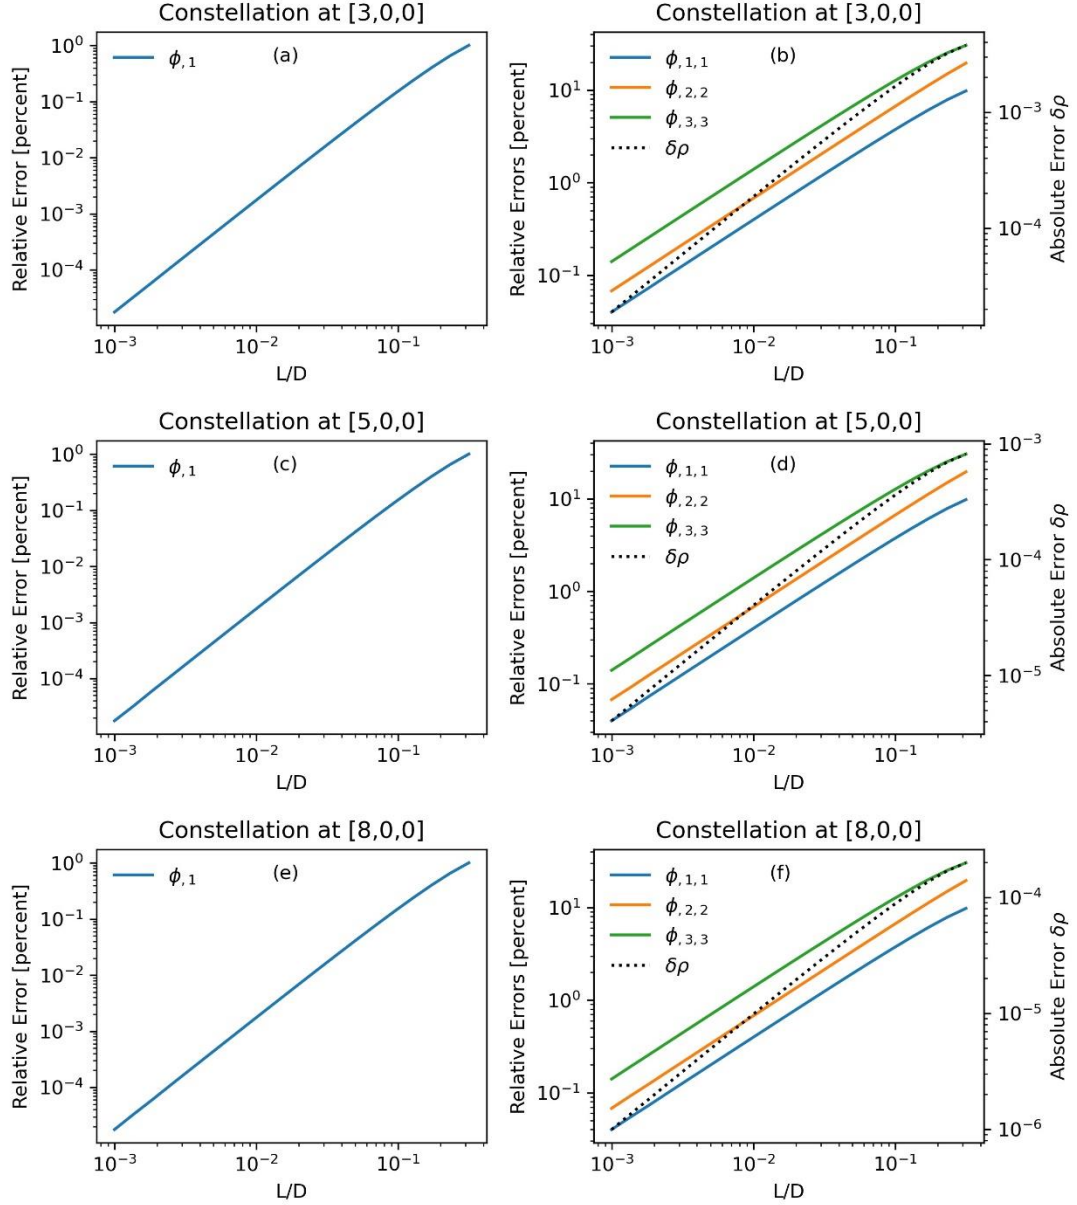 Constellation at [3,0,0]
Relative Error [percent]
10⁰
10⁻¹
10⁻²
10⁻³
10⁻⁴
ϕ,₁
(a)
10⁻³ 10⁻² 10⁻¹
L/D
Constellation at [3,0,0]
Relative Errors [percent]
10¹
10⁰
10⁻¹
ϕ,₁,₁
ϕ,₂,₂
ϕ,₃,₃
δρ
(b)
10⁻³
10⁻⁴
Absolute Error δρ
10⁻³ 10⁻² 10⁻¹
L/D
Constellation at [5,0,0]
Relative Error [percent]
10⁰
10⁻¹
10⁻²
10⁻³
10⁻⁴
ϕ,₁
(c)
10⁻³ 10⁻² 10⁻¹
L/D
Constellation at [5,0,0]
Relative Errors [percent]
10¹
10⁰
10⁻¹
ϕ,₁,₁
ϕ,₂,₂
ϕ,₃,₃
δρ
(d)
10⁻³
10⁻⁴
10⁻⁵
Absolute Error δρ
10⁻³ 10⁻² 10⁻¹
L/D
Constellation at [8,0,0]
Relative Error [percent]
10⁰
10⁻¹
10⁻²
10⁻³
10⁻⁴
ϕ,₁
(e)
10⁻³ 10⁻² 10⁻¹
L/D
Constellation at [8,0,0]
Relative Errors [percent]
10¹
10⁰
10⁻¹
ϕ,₁,₁
ϕ,₂,₂
ϕ,₃,₃
δρ
(f)
10⁻⁴
10⁻⁵
10⁻⁶
Absolute Error δρ
10⁻³ 10⁻² 10⁻¹
L/D